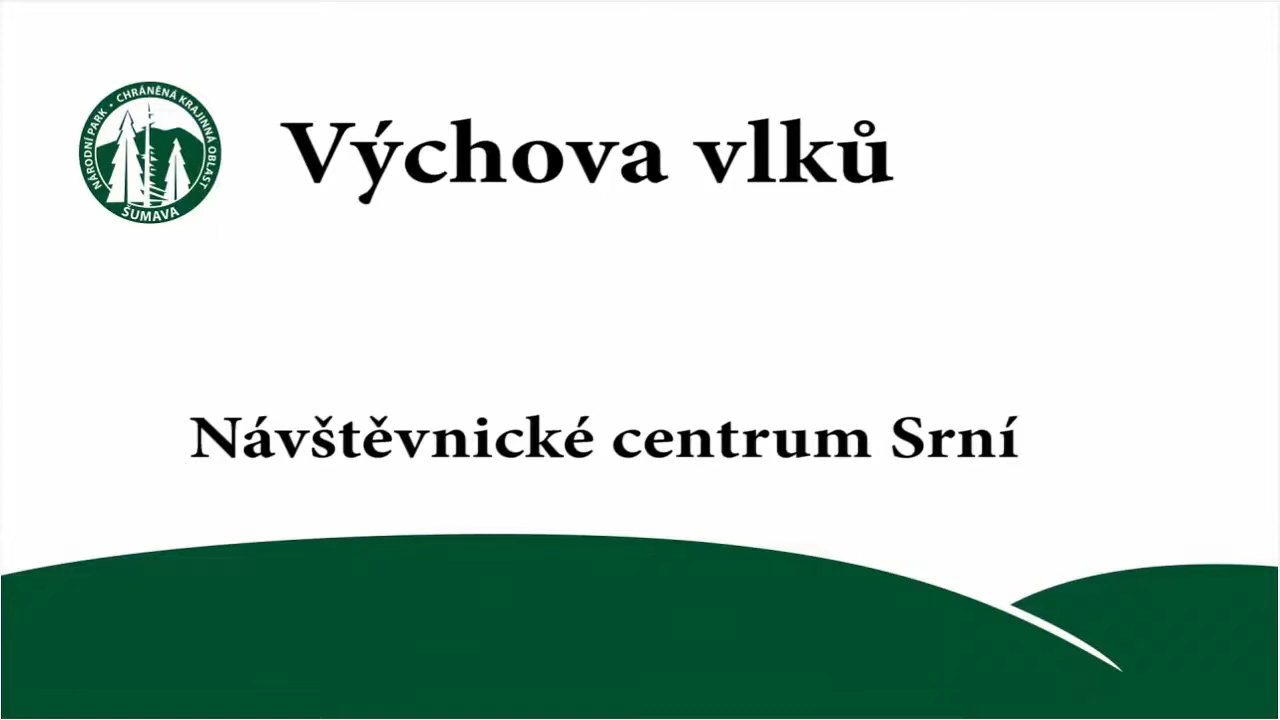 NÁRODNÍ PARK • CHRÁNĚNÁ KRAJINNÁ OBLAST
ŠUMAVA
Výchova vlků
Návštěvnické centrum Srní